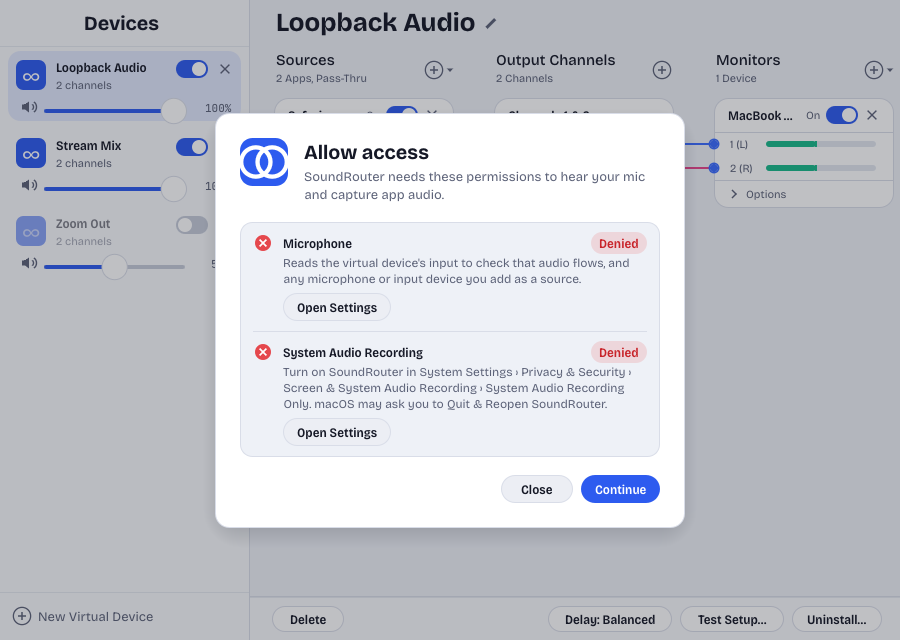 Devices
Loopback Audio
2 channels
100%
Stream Mix
2 channels
Zoom Out
2 channels
New Virtual Device
Loopback Audio
Sources
2 Apps, Pass-Thru
Output Channels
2 Channels
Monitors
1 Device
MacBook ...
On
1 (L)
2 (R)
Options
Allow access
SoundRouter needs these permissions to hear your mic
and capture app audio.
Microphone
Denied
Reads the virtual device's input to check that audio flows, and
any microphone or input device you add as a source.
Open Settings
System Audio Recording
Denied
Turn on SoundRouter in System Settings › Privacy & Security ›
Screen & System Audio Recording › System Audio Recording
Only. macOS may ask you to Quit & Reopen SoundRouter.
Open Settings
Close
Continue
Delete
Delay: Balanced
Test Setup...
Uninstall...